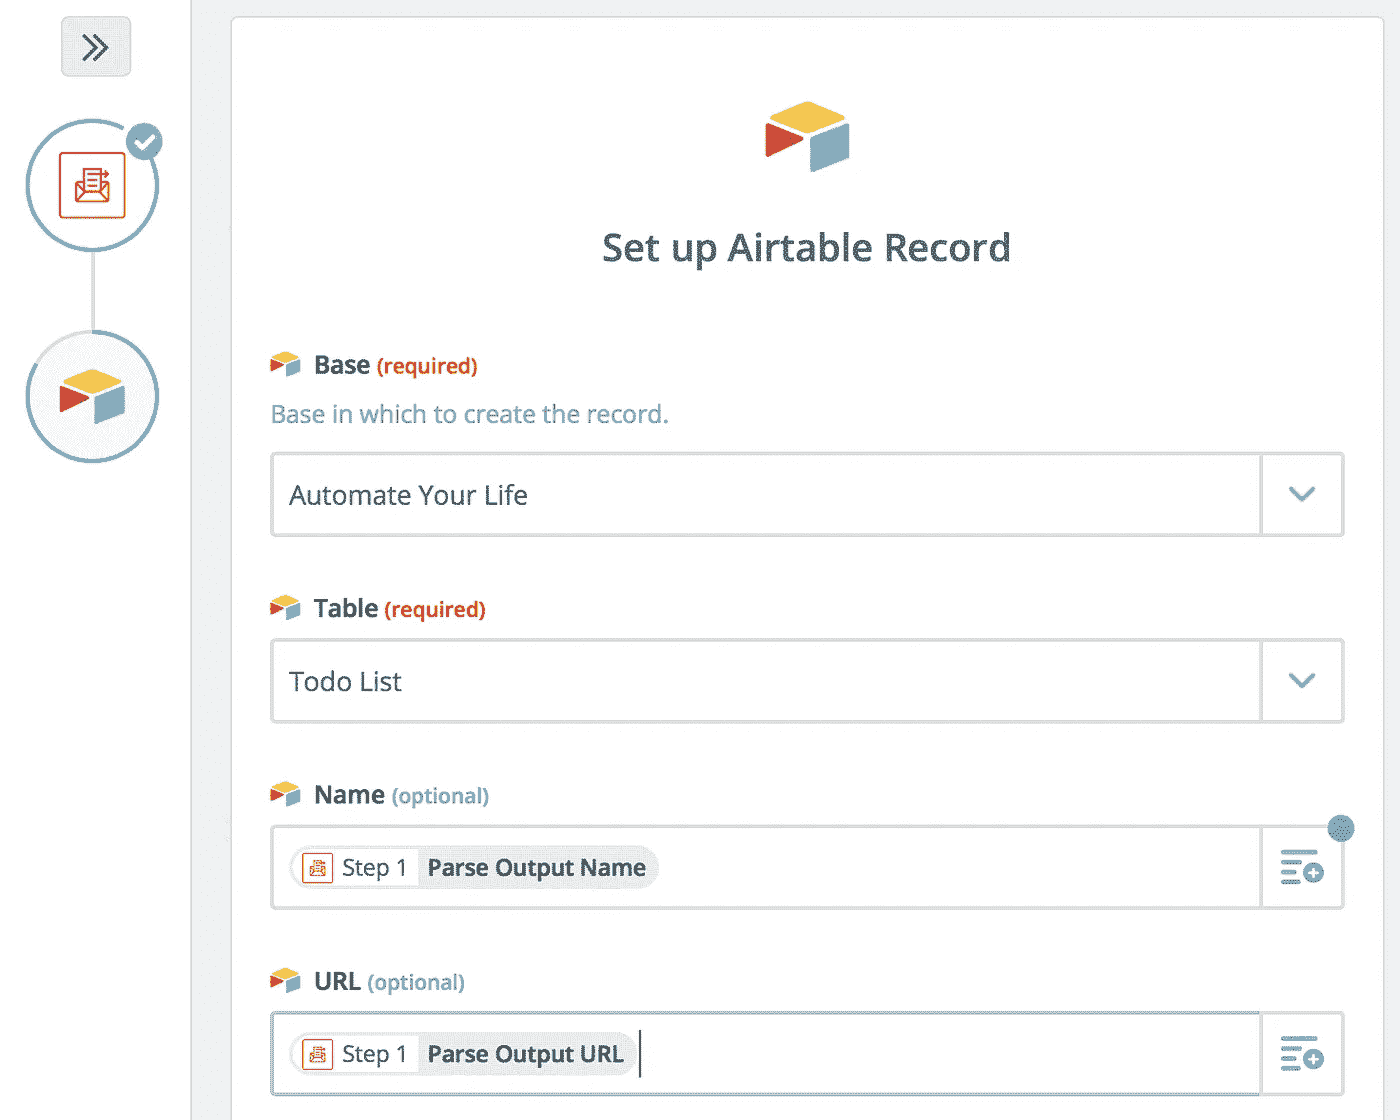 Set up Airtable Record
Base (required)
Base in which to create the record.
Automate Your Life
Table (required)
Todo List
Name (optional)
Step 1 Parse Output Name
URL (optional)
Step 1 Parse Output URL